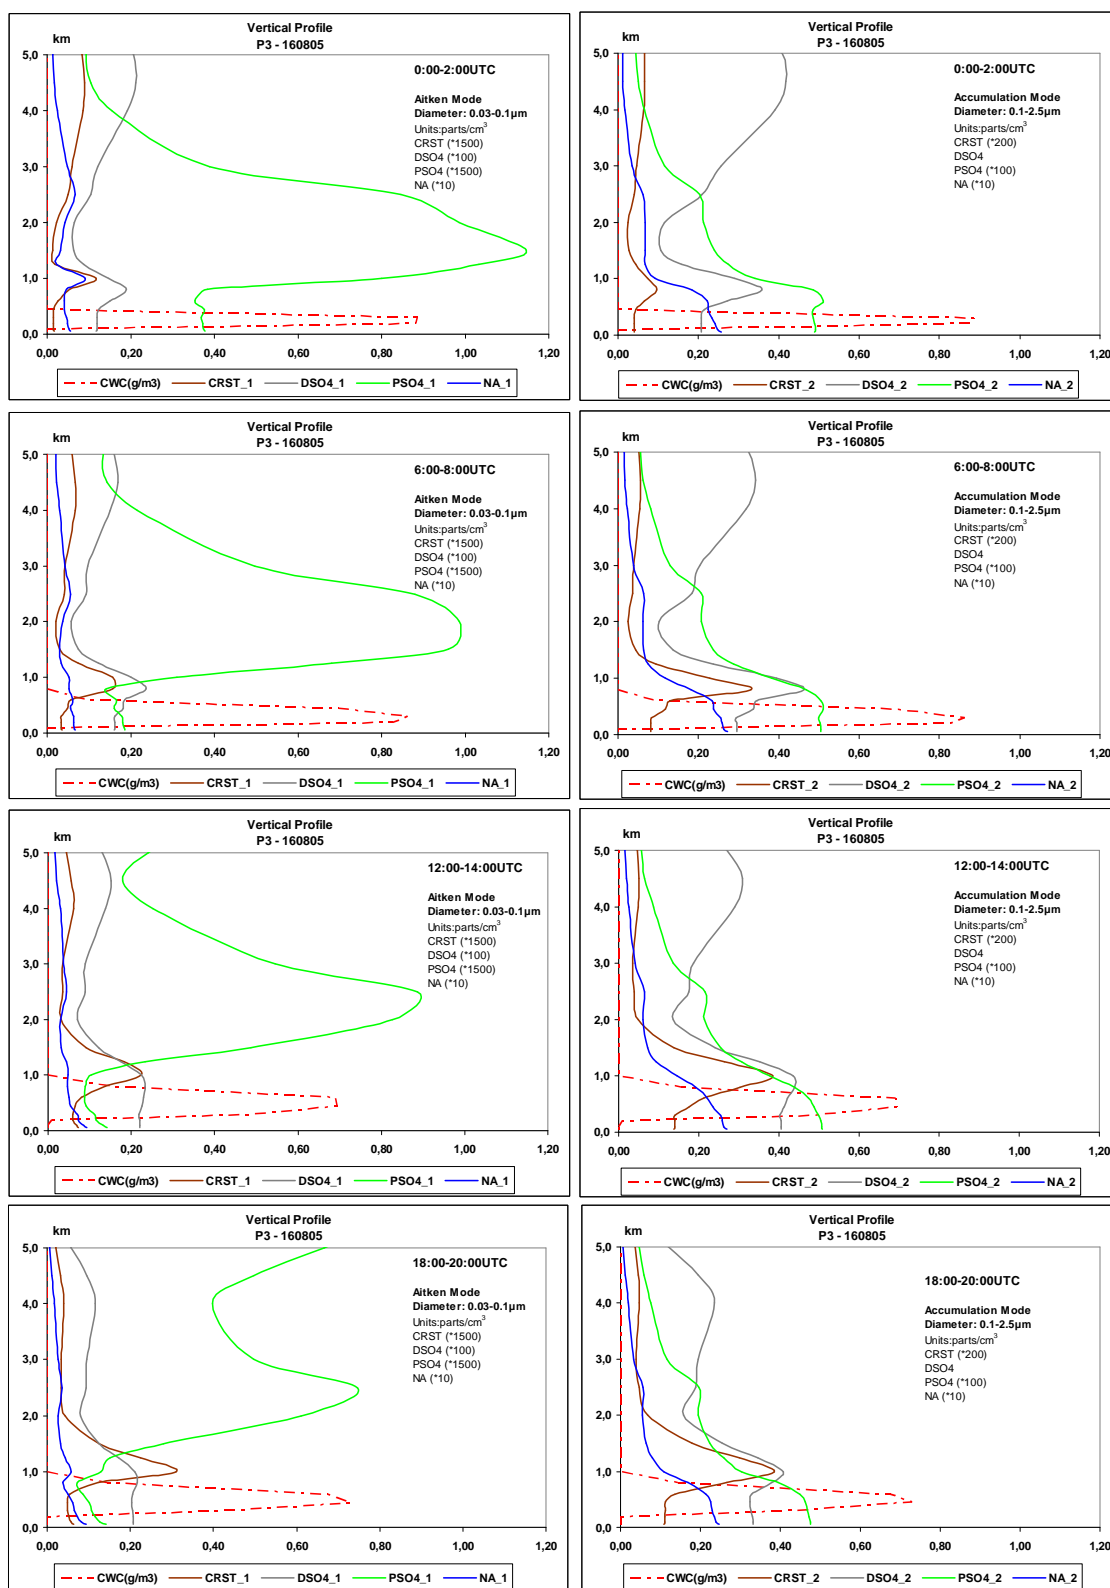 Vertical Profile
P3 - 160805
km
0:00-2:00UTC
Aitken Mode
Diameter: 0.03-0.1µm
Units:parts/cm³
CRST (*1500)
DSO4 (*100)
PSO4 (*1500)
NA (*10)
5,0
4,0
3,0
2,0
1,0
0,0
0,00 0,20 0,40 0,60 0,80 1,00 1,20
CWC(g/m3) CRST_1 DSO4_1 PSO4_1 NA_1
Vertical Profile
P3 - 160805
km
0:00-2:00UTC
Accumulation Mode
Diameter: 0.1-2.5µm
Units:parts/cm³
CRST (*200)
DSO4
PSO4 (*100)
NA (*10)
5,0
4,0
3,0
2,0
1,0
0,0
0,00 0,20 0,40 0,60 0,80 1,00 1,20
CWC(g/m3) CRST_2 DSO4_2 PSO4_2 NA_2
Vertical Profile
P3 - 160805
km
6:00-8:00UTC
Aitken Mode
Diameter: 0.03-0.1µm
Units:parts/cm³
CRST (*1500)
DSO4 (*100)
PSO4 (*1500)
NA (*10)
5,0
4,0
3,0
2,0
1,0
0,0
0,00 0,20 0,40 0,60 0,80 1,00 1,20
CWC(g/m3) CRST_1 DSO4_1 PSO4_1 NA_1
Vertical Profile
P3 - 160805
km
6:00-8:00UTC
Accumulation Mode
Diameter: 0.1-2.5µm
Units:parts/cm³
CRST (*200)
DSO4
PSO4 (*100)
NA (*10)
5,0
4,0
3,0
2,0
1,0
0,0
0,00 0,20 0,40 0,60 0,80 1,00 1,20
CWC(g/m3) CRST_2 DSO4_2 PSO4_2 NA_2
Vertical Profile
P3 - 160805
km
12:00-14:00UTC
Aitken Mode
Diameter: 0.03-0.1µm
Units:parts/cm³
CRST (*1500)
DSO4 (*100)
PSO4 (*1500)
NA (*10)
5,0
4,0
3,0
2,0
1,0
0,0
0,00 0,20 0,40 0,60 0,80 1,00 1,20
CWC(g/m3) CRST_1 DSO4_1 PSO4_1 NA_1
Vertical Profile
P3 - 160805
km
12:00-14:00UTC
Accumulation Mode
Diameter: 0.1-2.5µm
Units:parts/cm³
CRST (*200)
DSO4
PSO4 (*100)
NA (*10)
5,0
4,0
3,0
2,0
1,0
0,0
0,00 0,20 0,40 0,60 0,80 1,00 1,20
CWC(g/m3) CRST_2 DSO4_2 PSO4_2 NA_2
Vertical Profile
P3 - 160805
km
18:00-20:00UTC
Aitken Mode
Diameter: 0.03-0.1µm
Units:parts/cm³
CRST (*1500)
DSO4 (*100)
PSO4 (*1500)
NA (*10)
5,0
4,0
3,0
2,0
1,0
0,0
0,00 0,20 0,40 0,60 0,80 1,00 1,20
CWC(g/m3) CRST_1 DSO4_1 PSO4_1 NA_1
Vertical Profile
P3 - 160805
km
18:00-20:00UTC
Accumulation Mode
Diameter: 0.1-2.5µm
Units:parts/cm³
CRST (*200)
DSO4
PSO4 (*100)
NA (*10)
5,0
4,0
3,0
2,0
1,0
0,0
0,00 0,20 0,40 0,60 0,80 1,00 1,20
CWC(g/m3) CRST_2 DSO4_2 PSO4_2 NA_2